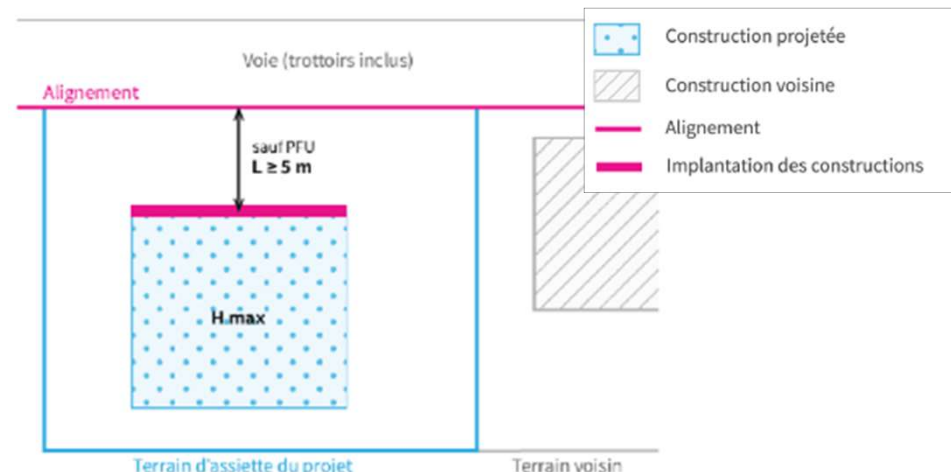 Voie (trottoirs inclus)
Alignement
sauf PFU
L ≥ 5 m
H max
Terrain d'assiette du projet
Terrain voisin
Construction projetée
Construction voisine
Alignement
Implantation des constructions